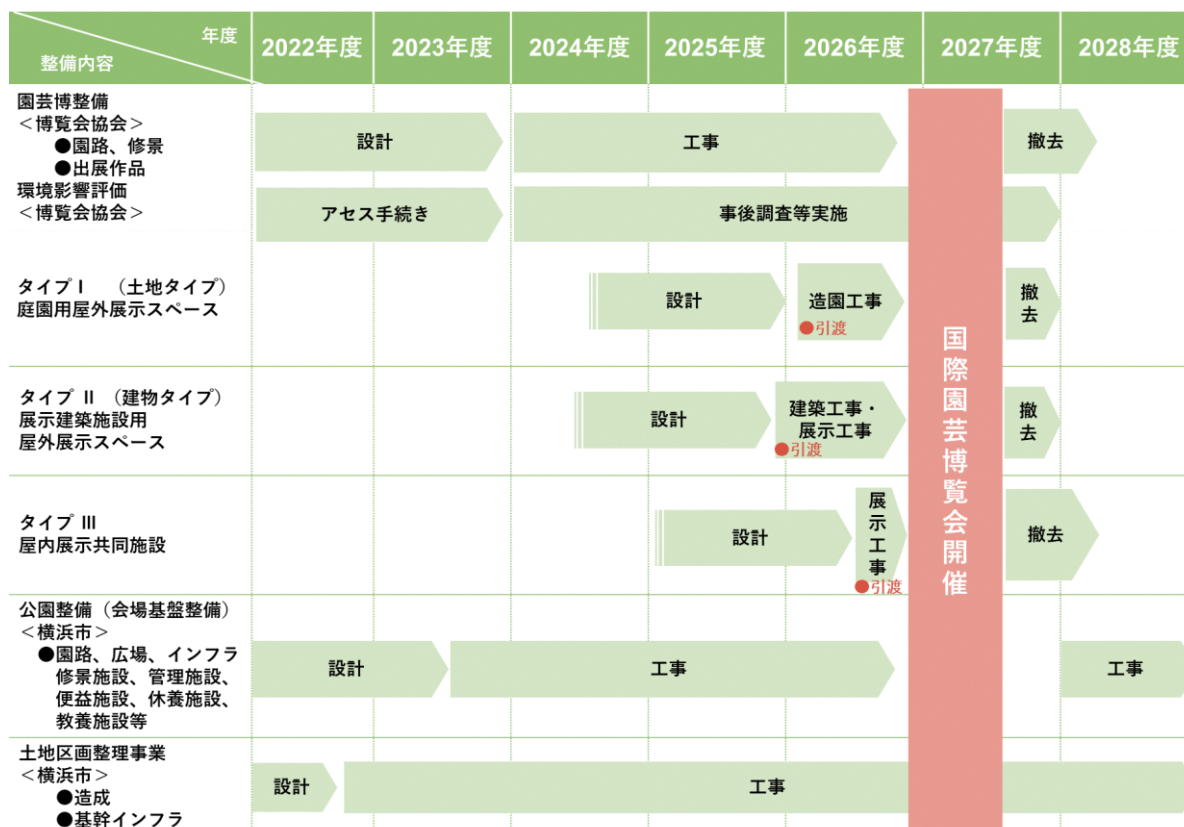 年度
整備内容
2022年度
2023年度
2024年度
2025年度
2026年度
2027年度
2028年度
園芸博整備
<博覧会協会>
●園路、修景
●出展作品
設計
工事
撤去
環境影響評価
<博覧会協会>
アセス手続き
事後調査等実施
タイプⅠ （土地タイプ）
庭園用屋外展示スペース
設計
造園工事
●引渡
撤去
タイプ Ⅱ （建物タイプ）
展示建築施設用
屋外展示スペース
設計
建築工事・
展示工事
●引渡
撤去
タイプ Ⅲ
屋内展示共同施設
設計
展示工事
●引渡
撤去
国際園芸博覧会開催
公園整備（会場基盤整備）
<横浜市>
●園路、広場、インフラ
修景施設、管理施設、
便益施設、休養施設、
教養施設等
設計
工事
工事
土地区画整理事業
<横浜市>
●造成
●基幹インフラ
設計
工事